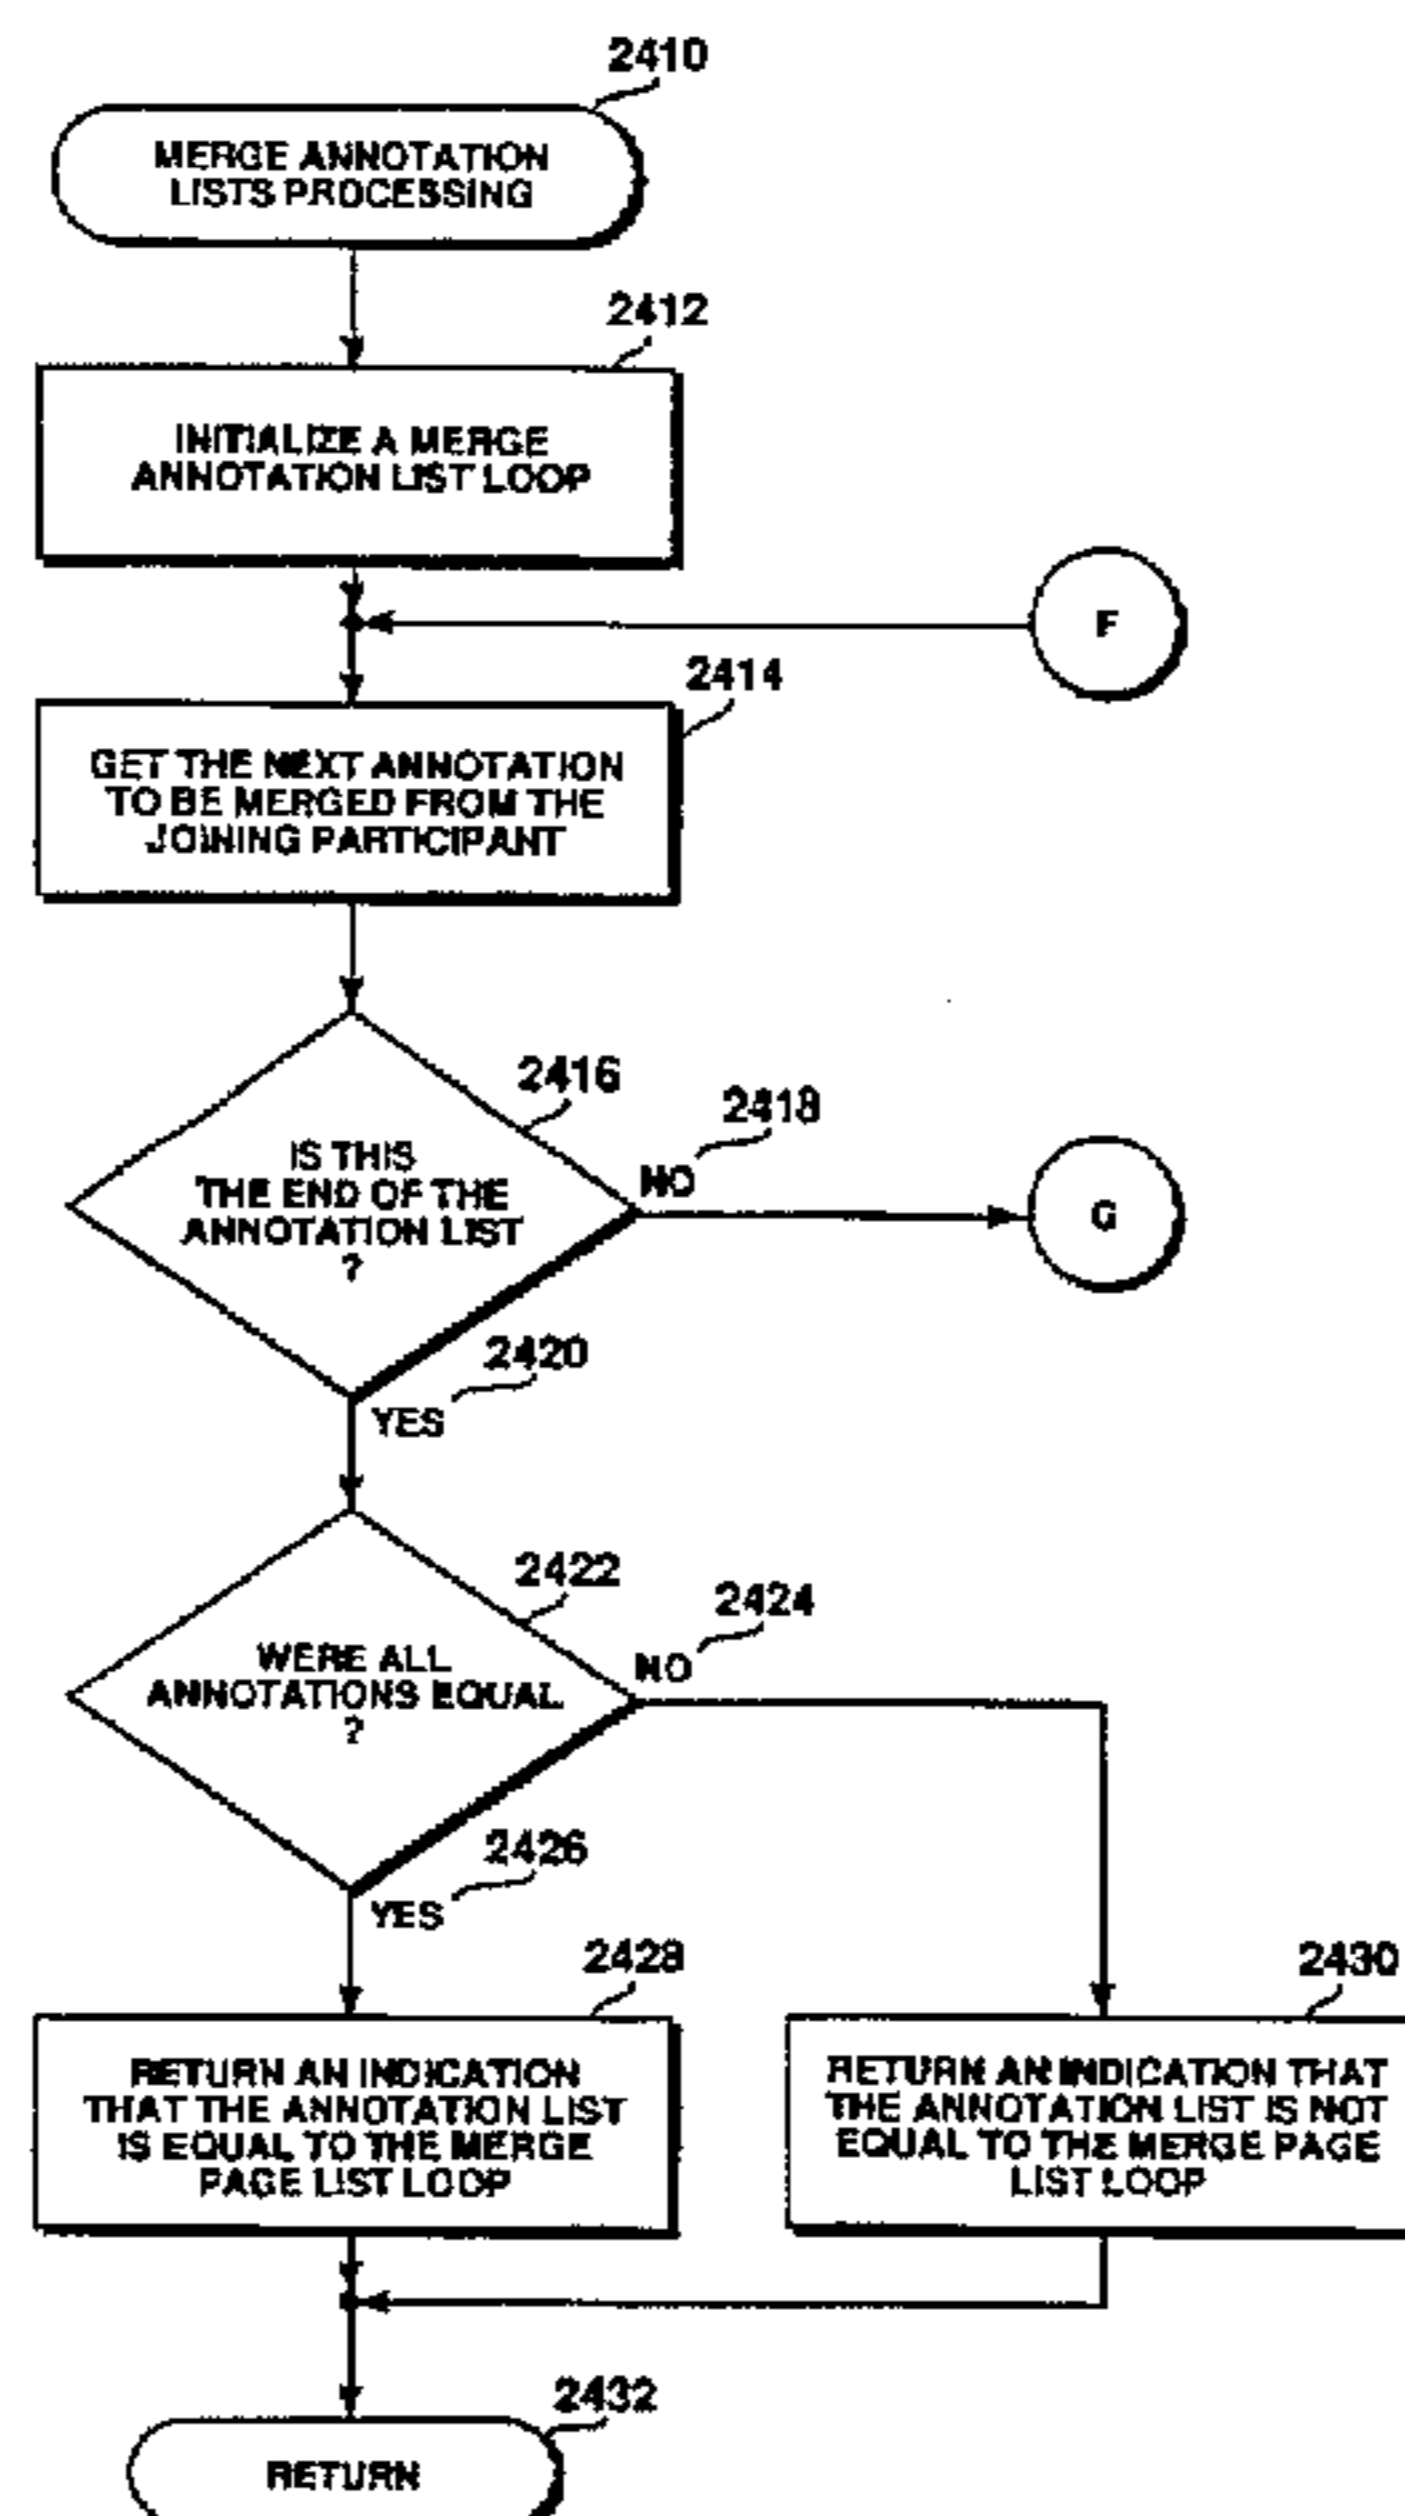 2410
MERGE ANNOTATION
LISTS PROCESSING
2412
INITIALIZE A MERGE
ANNOTATION LIST LOOP
F
2414
GET THE NEXT ANNOTATION
TO BE MERGED FROM THE
JOINING PARTICIPANT
2416
2418
IS THIS
THE END OF THE
ANNOTATION LIST
?
NO
G
2420
YES
2422
2424
WERE ALL
ANNOTATIONS EQUAL
?
NO
2426
YES
2428
RETURN AN INDICATION
THAT THE ANNOTATION LIST
IS EQUAL TO THE MERGE
PAGE LIST LOOP
2430
RETURN AN INDICATION THAT
THE ANNOTATION LIST IS NOT
EQUAL TO THE MERGE PAGE
LIST LOOP
2432
RETURN